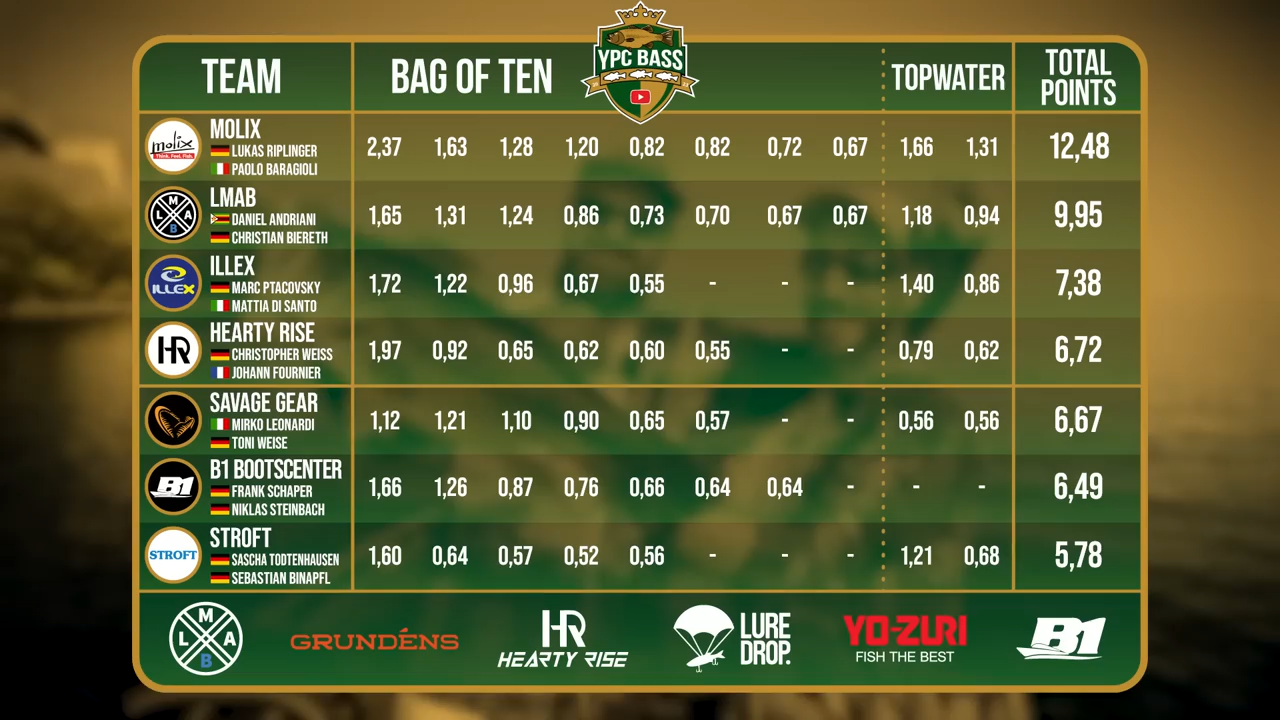 YPC BASS
TEAM BAG OF TEN TOPWATER TOTAL POINTS
molix
Think. Feel. Fish.
MOLIX
LUKAS RIPLINGER
PAOLO BARAGIOLI
2,37 1,63 1,28 1,20 0,82 0,82 0,72 0,67 1,66 1,31 12,48
L M A B
LMAB
DANIEL ANDRIANI
CHRISTIAN BIERETH
1,65 1,31 1,24 0,86 0,73 0,70 0,67 0,67 1,18 0,94 9,95
ILLEX
ILLEX
MARC PTACOVSKY
MATTIA DI SANTO
1,72 1,22 0,96 0,67 0,55 - - - 1,40 0,86 7,38
HR
HEARTY RISE
CHRISTOPHER WEISS
JOHANN FOURNIER
1,97 0,92 0,65 0,62 0,60 0,55 - - 0,79 0,62 6,72
SAVAGE GEAR
MIRKO LEONARDI
TONI WEISE
1,12 1,21 1,10 0,90 0,65 0,57 - - 0,56 0,56 6,67
B1
B1 BOOTSCENTER
FRANK SCHAPER
NIKLAS STEINBACH
1,66 1,26 0,87 0,76 0,66 0,64 0,64 - - - 6,49
STROFT
STROFT
SASCHA TODTENHAUSEN
SEBASTIAN BINAPFL
1,60 0,64 0,57 0,52 0,56 - - - 1,21 0,68 5,78
L M A B
GRUNDÉNS
HR
HEARTY RISE
LURE
DROP.
YO-ZURI
FISH THE BEST
B1